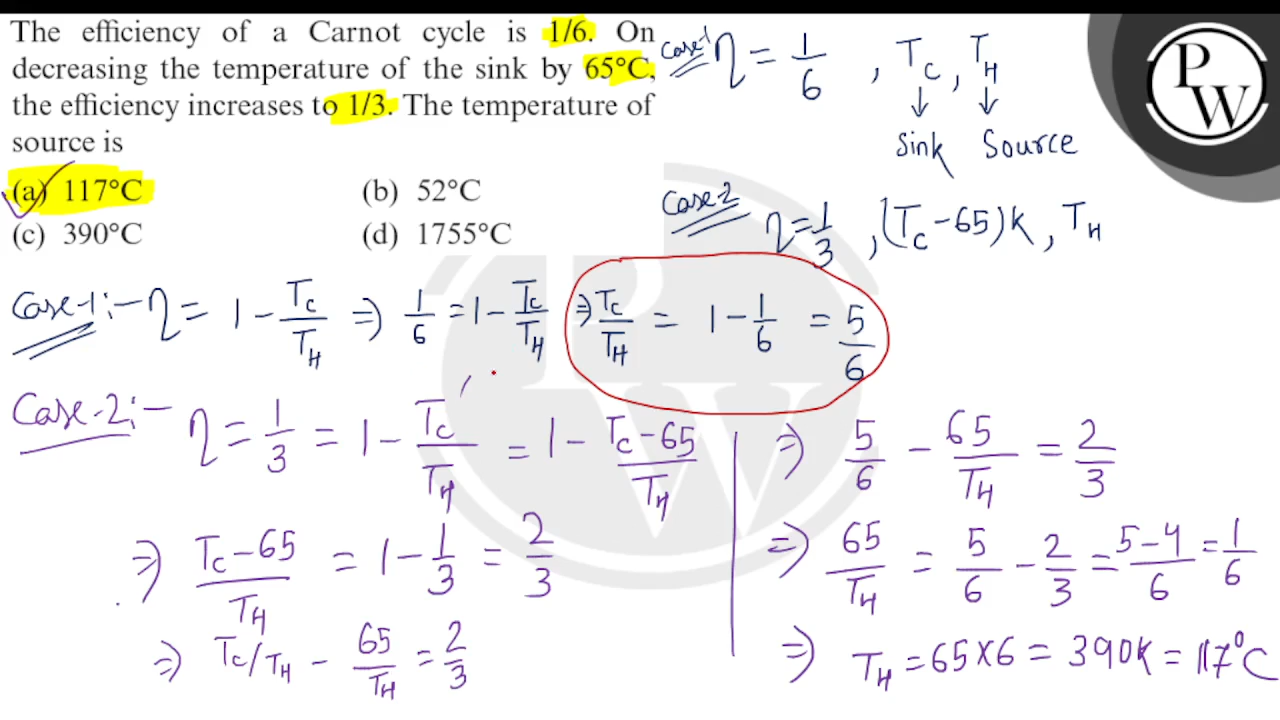 The efficiency of a Carnot cycle is 1/6. On
decreasing the temperature of the sink by 65°C,
the efficiency increases to 1/3. The temperature of
source is
(a) 117°C (b) 52°C
(c) 390°C (d) 1755°C
Case-1 η = 1/6 , T_C , T_H
↓ ↓
Sink Source
PW
Case-2 η = 1/3 , (T_C - 65)K , T_H
Case-1:- η = 1 - T_C/T_H ⇒ 1/6 = 1 - T_C/T_H ⇒ T_C/T_H = 1 - 1/6 = 5/6
Case-2:- η = 1/3 = 1 - T_C'/T_H = 1 - (T_C - 65)/T_H
⇒ (T_C - 65)/T_H = 1 - 1/3 = 2/3
⇒ T_C/T_H - 65/T_H = 2/3
⇒ 5/6 - 65/T_H = 2/3
⇒ 65/T_H = 5/6 - 2/3 = (5-4)/6 = 1/6
⇒ T_H = 65×6 = 390K = 117°C